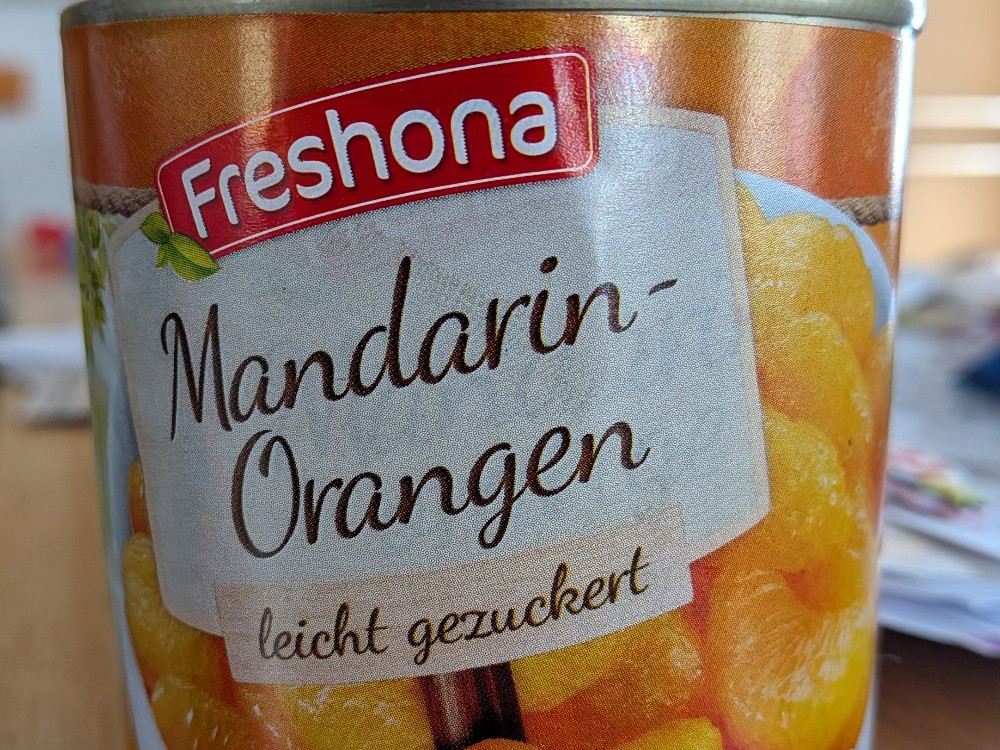 Freshona
Mandarin-
Orangen
leicht gezuckert